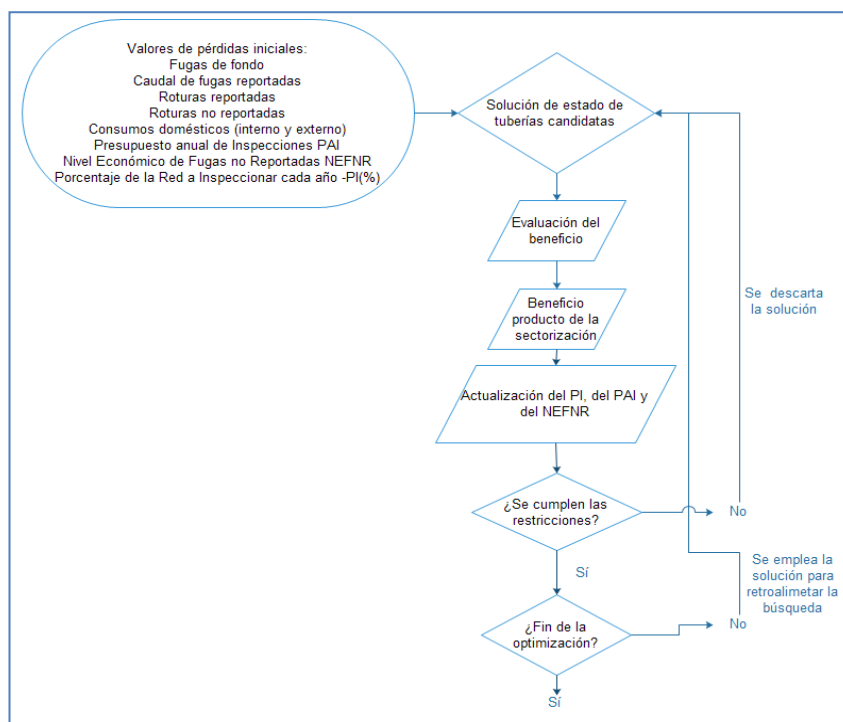 Valores de pérdidas iniciales:
Fugas de fondo
Caudal de fugas reportadas
Roturas reportadas
Roturas no reportadas
Consumos domésticos (interno y externo)
Presupuesto anual de Inspecciones PAI
Nivel Económico de Fugas no Reportadas NEFNR
Porcentaje de la Red a Inspeccionar cada año -PI(%)
Solución de estado de
tuberías candidatas
Evaluación del
beneficio
Beneficio
producto de la
sectorización
Actualización del PI, del PAI y
del NEFNR
¿Se cumplen las
restricciones?
No
Se descarta
la solución
Sí
¿Fin de la
optimización?
No
Se emplea la
solución para
retroalimetar la
búsqueda
Sí